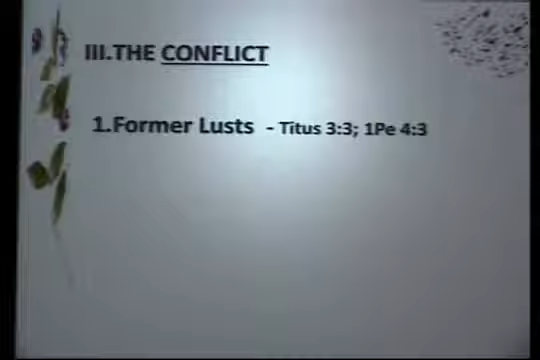 III.THE CONFLICT
1.Former Lusts - Titus 3:3; 1Pe 4:3